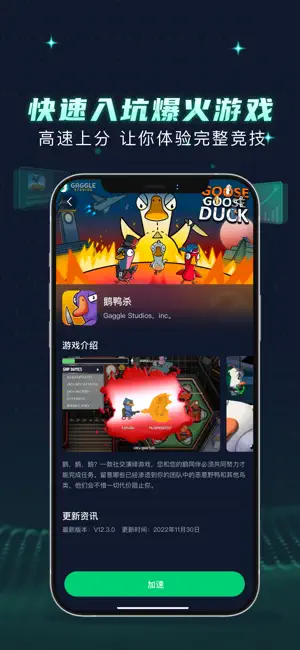 快速入坑爆火游戏
高速上分 让你体验完整竞技
GAGGLE
STUDIOS
GOOSE
GOOSE
DUCK
鹅鸭杀
Gaggle Studios, inc。
游戏介绍
鹅，鹅，鹅？一款社交演绎游戏。您和您的鹅同伴必须共同努力才
能完成任务。留意哪些已经渗透到你的团队中的恶意野鸭和其他鸟
类，他们会不惜一切代价阻止你。
更新资讯
最新版本：V12.3.0 更新时间：2022年11月30日
加速